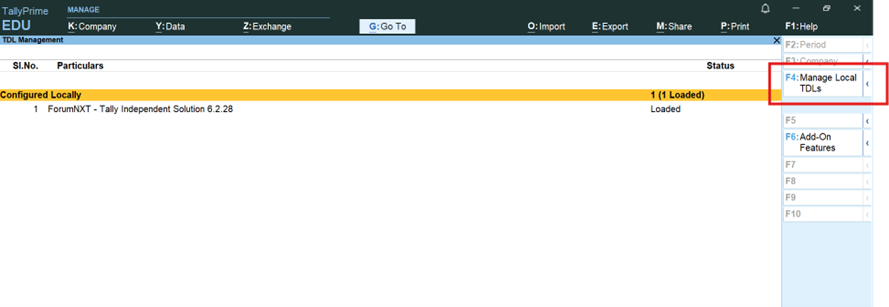 TallyPrime MANAGE
EDU K:Company Y:Data Z:Exchange G:Go To O:Import E:Export M:Share P:Print F1:Help
TDL Management
F2:Period
Sl.No. Particulars Status
F3:Company
F4:Manage Local
TDLs
Configured Locally 1 (1 Loaded)
1 ForumNXT - Tally Independent Solution 6.2.28 Loaded
F5
F6:Add-On
Features
F7
F8
F9
F10